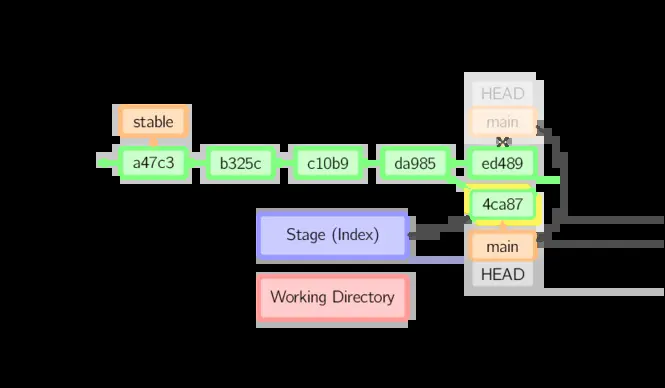 HEAD
stable
main
a47c3
b325c
c10b9
da985
ed489
4ca87
Stage (Index)
main
HEAD
Working Directory